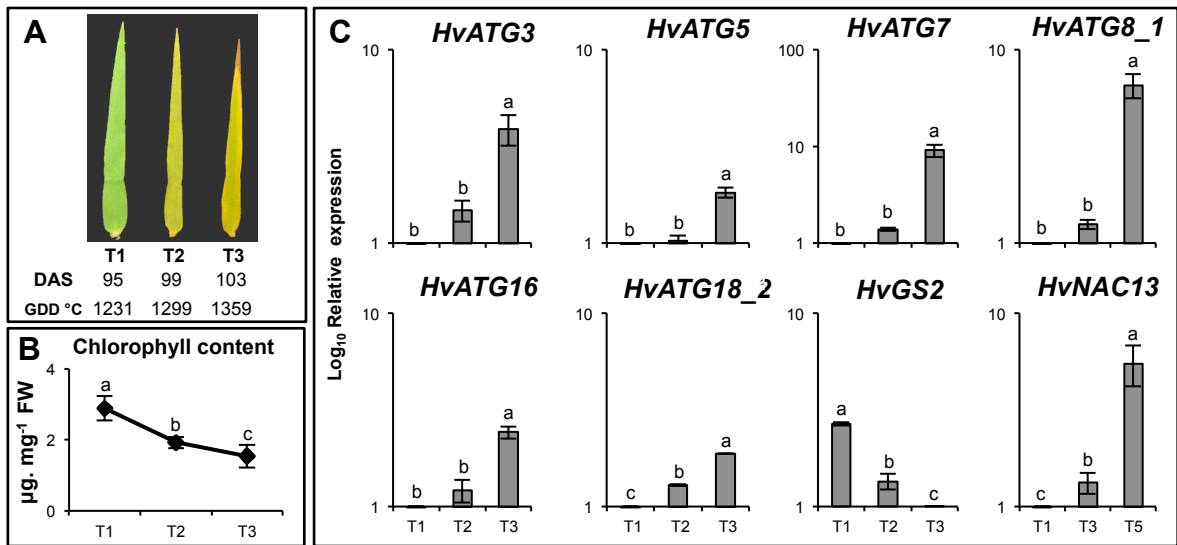 A
T1 T2 T3
DAS 95 99 103
GDD °C 1231 1299 1359
B
Chlorophyll content
µg. mg⁻¹ FW
4
2
0
a
b
c
T1 T2 T3
C
Log₁₀ Relative expression
HvATG3
10
1
b
b
a
HvATG5
10
1
b
b
a
HvATG7
100
10
1
b
b
a
HvATG8_1
10
1
b
b
a
HvATG16
10
1
b
b
a
T1 T2 T3
HvATG18_2
10
1
c
b
a
T1 T2 T3
HvGS2
10
1
a
b
c
T1 T2 T3
HvNAC13
10
1
c
b
a
T1 T3 T5